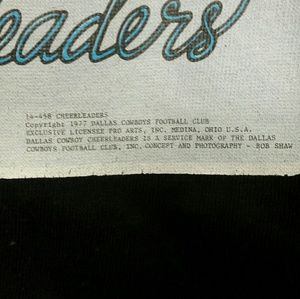 eaders
14-458 CHEERLEADERS
Copyright 1977 DALLAS COWBOYS FOOTBALL CLUB
EXCLUSIVE LICENSEE PRO ARTS, INC. MEDINA, OHIO U.S.A.
DALLAS COWBOY CHEERLEADERS IS A SERVICE MARK OF THE DALLAS
COWBOYS FOOTBALL CLUB, INC. CONCEPT AND PHOTOGRAPHY - BOB SHAW